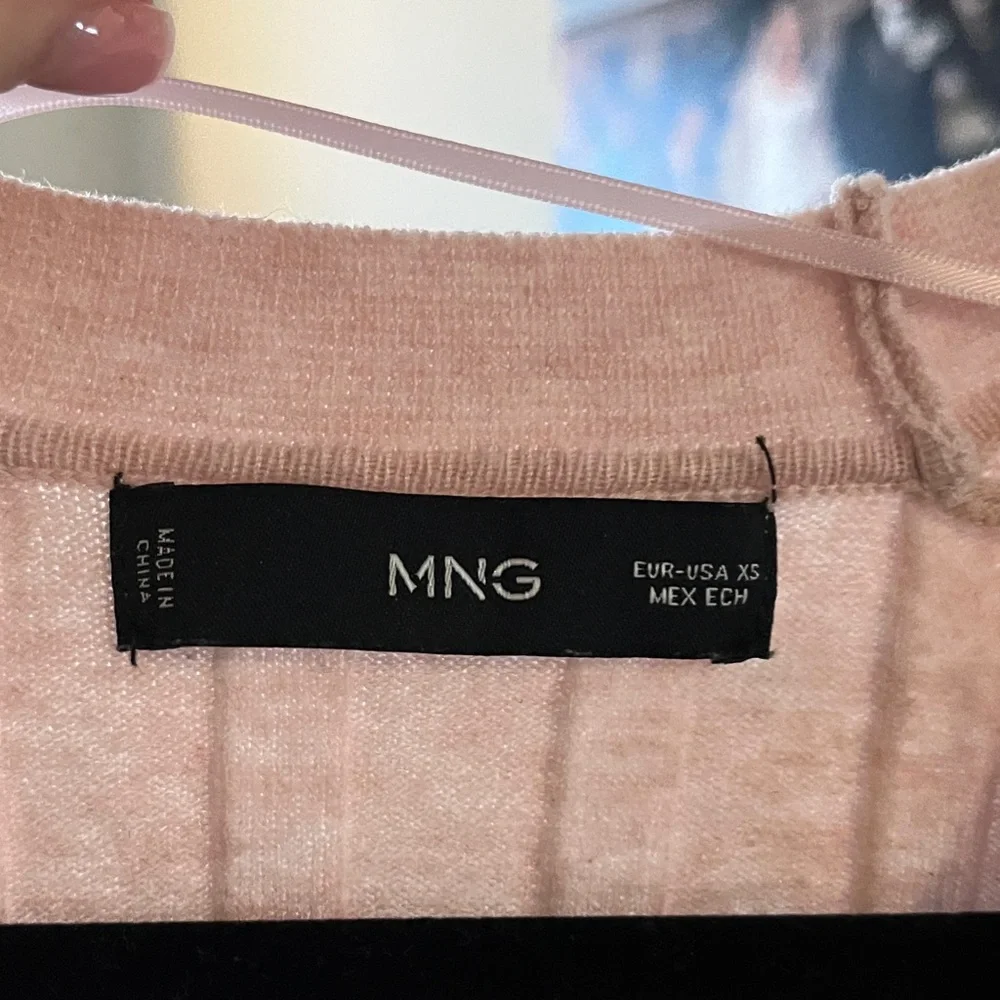 MADE IN
CHINA
MNG
EUR-USA XS
MEX ECH